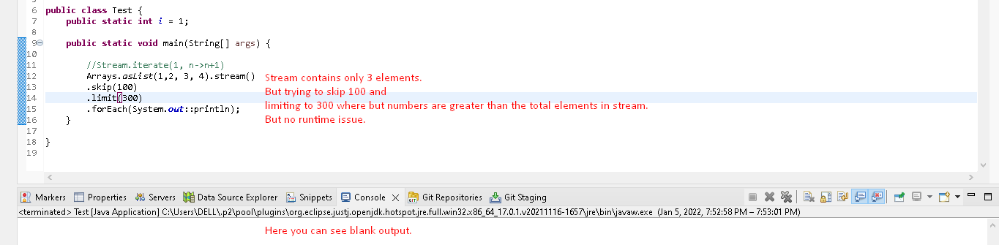 5
6 public class Test {
7 public static int i = 1;
8
9 public static void main(String[] args) {
10
11 //Stream.iterate(1, n->n+1)
12 Arrays.asList(1,2, 3, 4).stream() Stream contains only 3 elements.
13 .skip(100) But trying to skip 100 and
14 .limit(300) limiting to 300 where but numbers are greater than the total elements in stream.
15 .forEach(System.out::println); But no runtime issue.
16 }
17
18 }
19
Markers Properties Servers Data Source Explorer Snippets Console Git Repositories Git Staging
<terminated> Test [Java Application] C:\Users\DELL\.p2\pool\plugins\org.eclipse.justj.openjdk.hotspot.jre.full.win32.x86_64_17.0.1.v20211116-1657\jre\bin\javaw.exe (Jan 5, 2022, 7:52:58 PM – 7:53:01 PM)
Here you can see blank output.